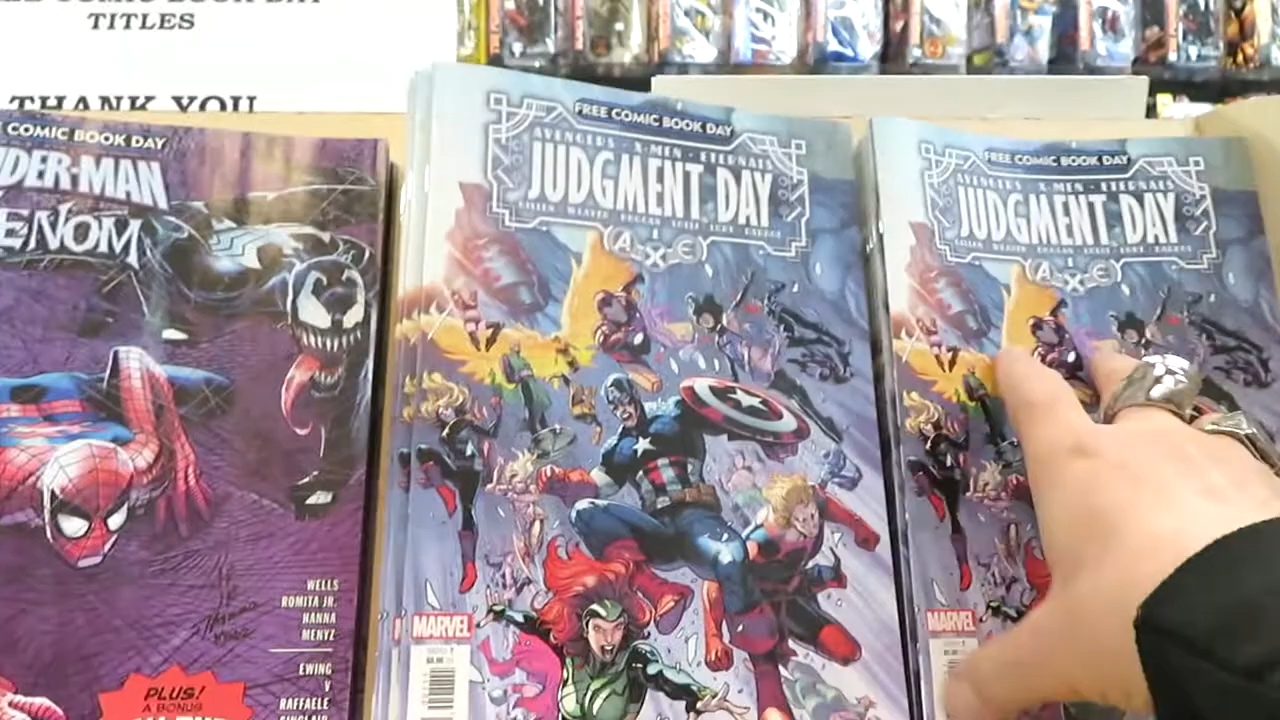 TITLES
THANK YOU
COMIC BOOK DAY
DER-MAN
ENOM
WELLS
ROMITA JR.
HANNA
MENYZ
EWING
V
RAFFAELE
PLUS!
A BONUS
FREE COMIC BOOK DAY
AVENGERS · X-MEN · ETERNALS
JUDGMENT DAY
A·X·E
MARVEL
FREE COMIC BOOK DAY
AVENGERS · X-MEN · ETERNALS
JUDGMENT DAY
A·X·E
MARVEL